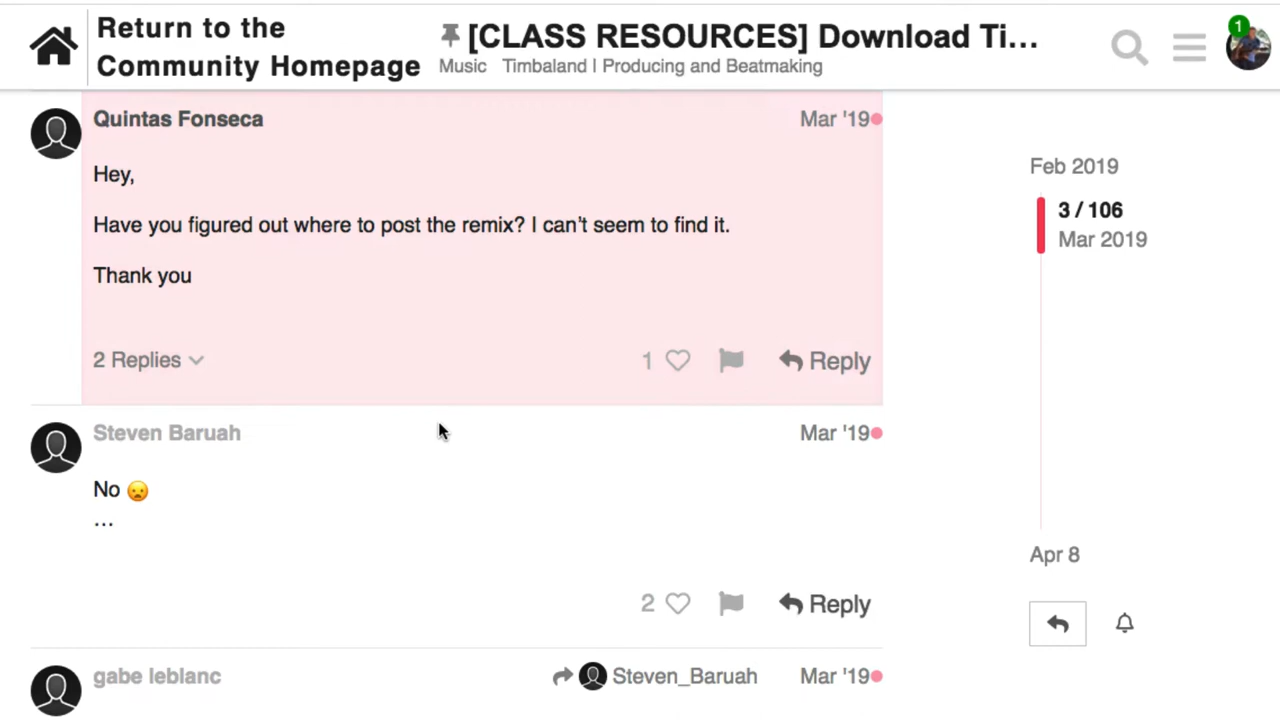 Return to the
Community Homepage
[CLASS RESOURCES] Download Ti...
Music Timbaland | Producing and Beatmaking
1
Quintas Fonseca Mar '19
Hey,
Have you figured out where to post the remix? I can't seem to find it.
Thank you
2 Replies 1 Reply
Steven Baruah Mar '19
No
...
2 Reply
gabe leblanc Steven_Baruah Mar '19
Feb 2019
3 / 106
Mar 2019
Apr 8